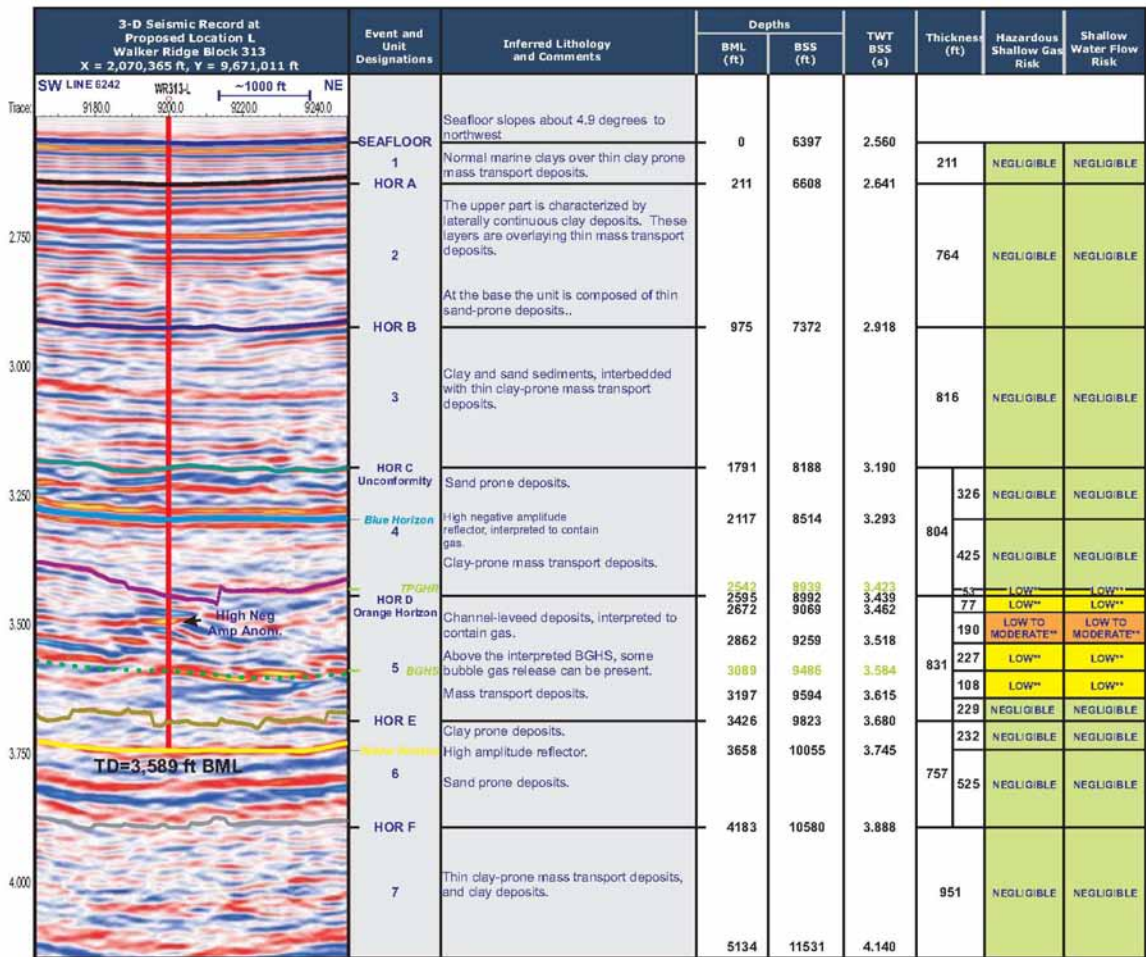 3-D Seismic Record at
Proposed Location L
Walker Ridge Block 313
X = 2,070,365 ft, Y = 9,671,011 ft
Event and
Unit
Designations
Inferred Lithology
and Comments
Depths
BML
(ft)
BSS
(ft)
TWT
BSS
(s)
Thickness
(ft)
Hazardous
Shallow Gas
Risk
Shallow
Water Flow
Risk
SW LINE 6242 WR313-L ~1000 ft NE
Trace: 9180.0 9200.0 9220.0 9240.0
2.750
3.000
3.250
3.500
3.750
4.000
High Neg
Amp Anom.
TD=3,589 ft BML
Seafloor slopes about 4.9 degrees to
northwest
SEAFLOOR 0 6397 2.560
1
Normal marine clays over thin clay prone
mass transport deposits.
211 NEGLIGIBLE NEGLIGIBLE
HOR A 211 6608 2.641
The upper part is characterized by
laterally continuous clay deposits. These
layers are overlaying thin mass transport
deposits.
2 764 NEGLIGIBLE NEGLIGIBLE
At the base the unit is composed of thin
sand-prone deposits..
HOR B 975 7372 2.918
Clay and sand sediments, interbedded
with thin clay-prone mass transport
deposits.
3 816 NEGLIGIBLE NEGLIGIBLE
HOR C 1791 8188 3.190
Unconformity
Sand prone deposits.
326 NEGLIGIBLE NEGLIGIBLE
Blue Horizon 2117 8514 3.293
4
High negative amplitude
reflector, interpreted to contain
gas.
804
Clay-prone mass transport deposits.
425 NEGLIGIBLE NEGLIGIBLE
TPGHR 2542 8939 3.423
53 LOW** LOW**
HOR D 2595 8992 3.439
Orange Horizon
77 LOW** LOW**
2672 9069 3.462
Channel-leveed deposits, interpreted to
contain gas.
190 LOW TO MODERATE** LOW TO MODERATE**
2862 9259 3.518
5
Above the interpreted BGHS, some
bubble gas release can be present.
831
227 LOW** LOW**
BGHS 3089 9486 3.584
108 LOW** LOW**
Mass transport deposits.
3197 9594 3.615
229 NEGLIGIBLE NEGLIGIBLE
HOR E 3426 9823 3.680
Clay prone deposits.
232 NEGLIGIBLE NEGLIGIBLE
High amplitude reflector.
3658 10055 3.745
6
Sand prone deposits.
757 525 NEGLIGIBLE NEGLIGIBLE
HOR F 4183 10580 3.888
Thin clay-prone mass transport deposits,
and clay deposits.
7 951 NEGLIGIBLE NEGLIGIBLE
5134 11531 4.140